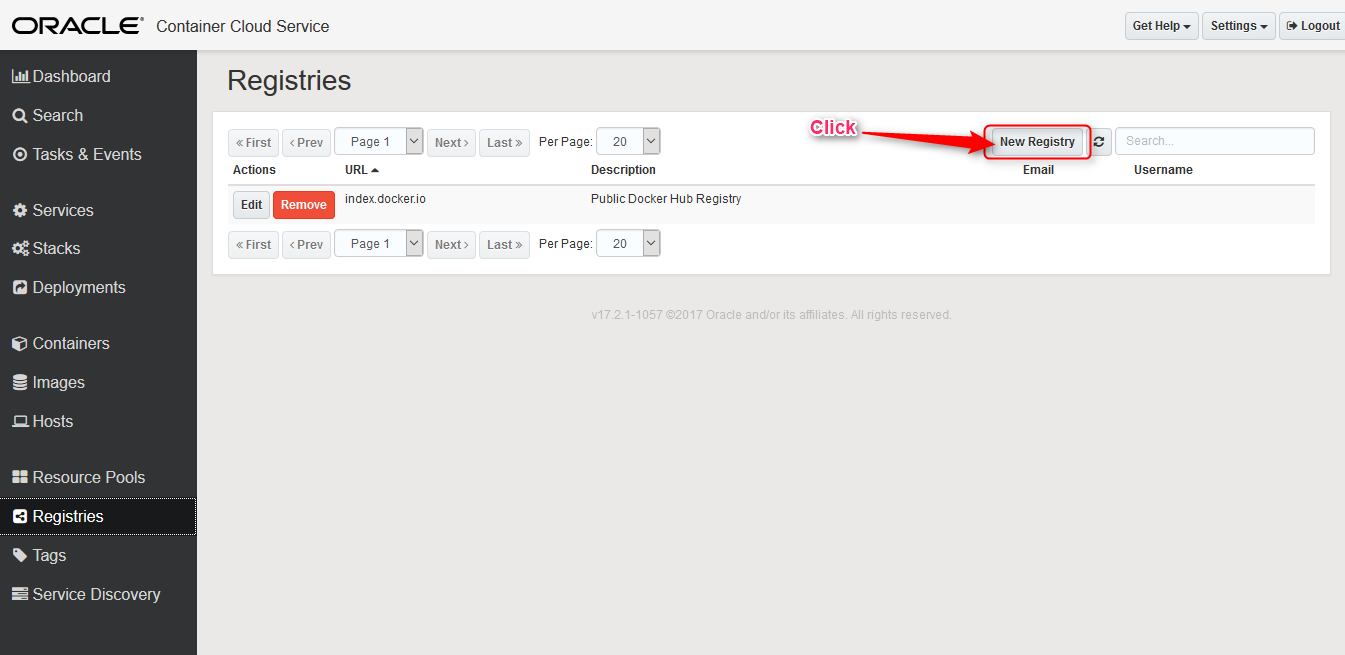 ORACLE® Container Cloud Service
Get Help Settings Logout
Dashboard
Search
Tasks & Events
Services
Stacks
Deployments
Containers
Images
Hosts
Resource Pools
Registries
Tags
Service Discovery
Registries
« First ‹ Prev Page 1 Next › Last » Per Page: 20 Click New Registry Search...
Actions URL Description Email Username
Edit Remove index.docker.io Public Docker Hub Registry
« First ‹ Prev Page 1 Next › Last » Per Page: 20
v17.2.1-1057 ©2017 Oracle and/or its affiliates. All rights reserved.